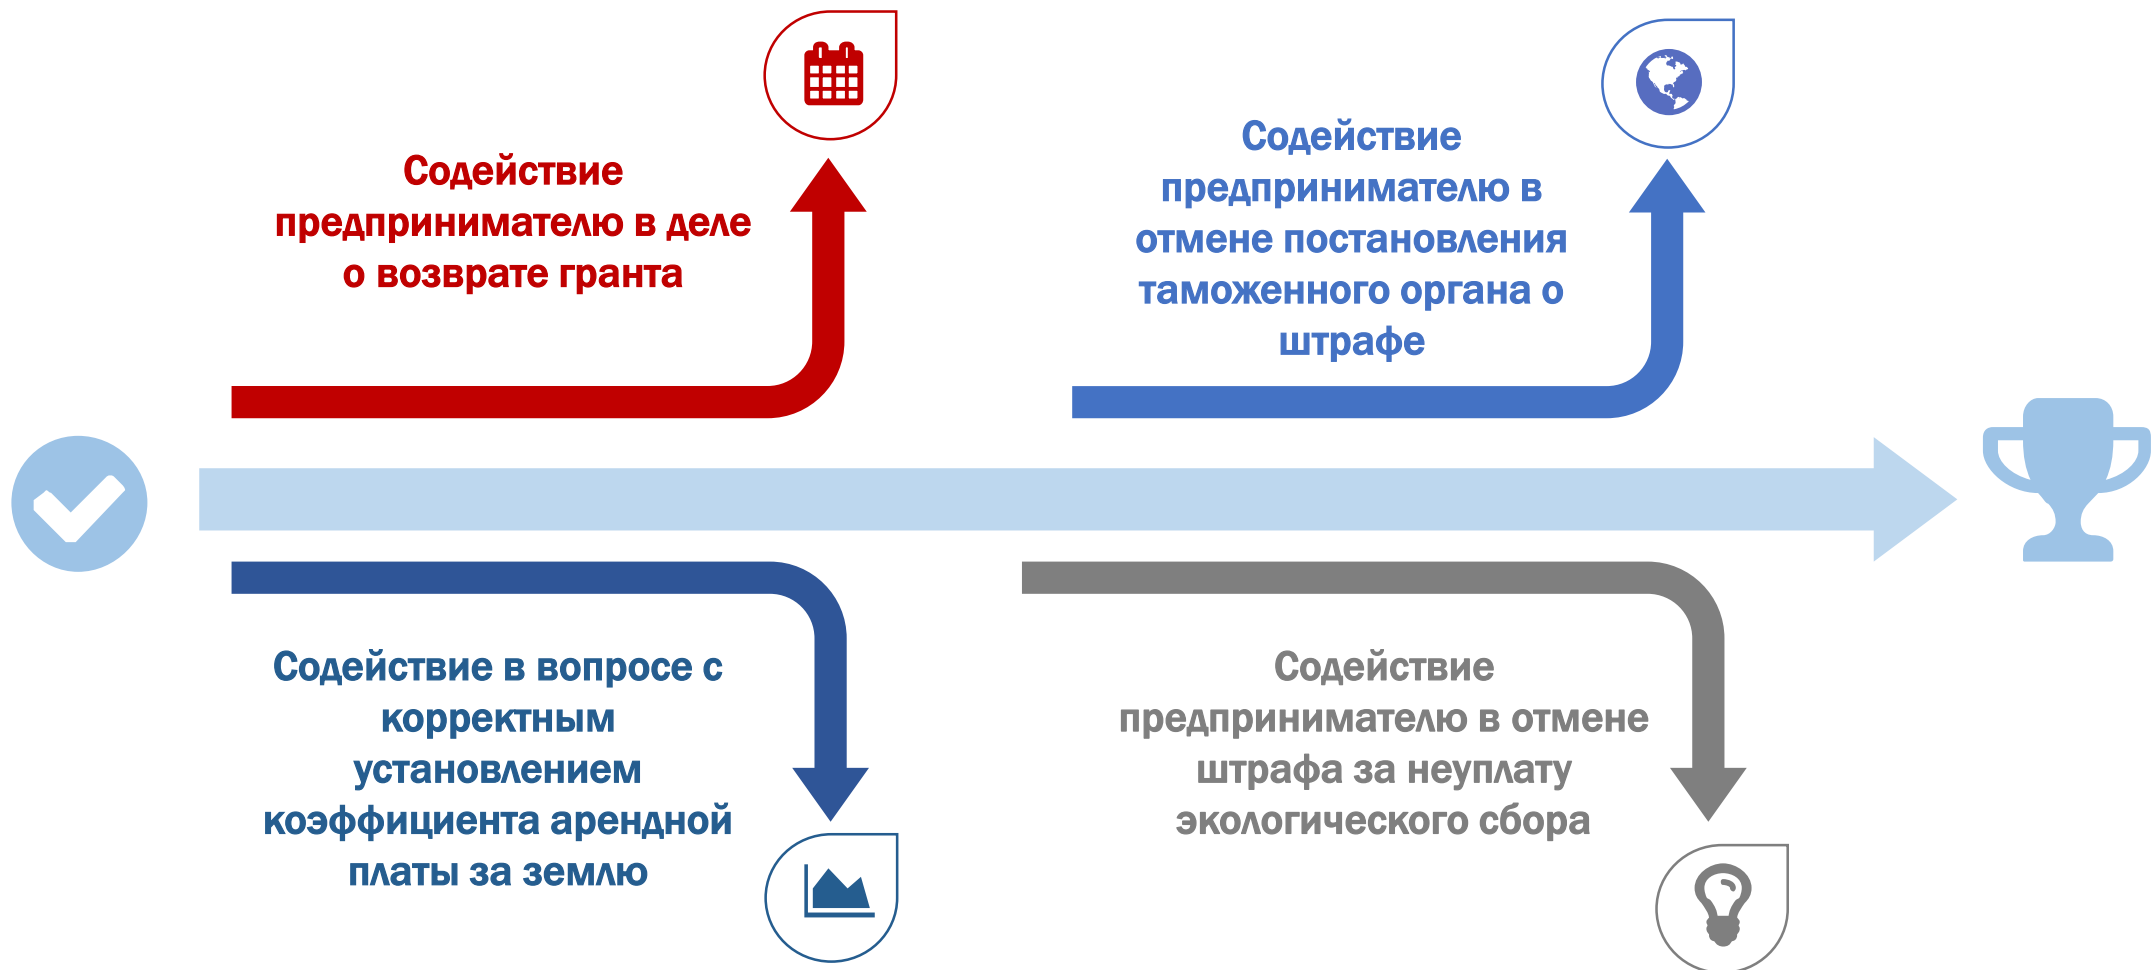 Содействие
предпринимателю в деле
о возврате гранта
Содействие
предпринимателю в
отмене постановления
таможенного органа о
штрафе
Содействие в вопросе с
корректным
установлением
коэффициента арендной
платы за землю
Содействие
предпринимателю в отмене
штрафа за неуплату
экологического сбора